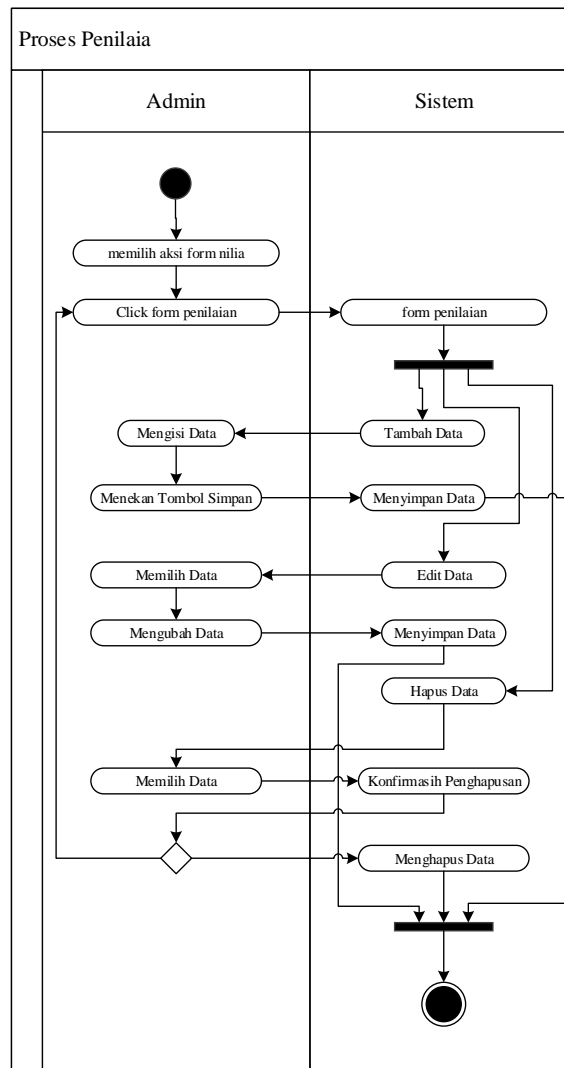 Proses Penilaia
Admin Sistem
memilih aksi form nilia
Click form penilaian form penilaian
Mengisi Data Tambah Data
Menekan Tombol Simpan Menyimpan Data
Memilih Data Edit Data
Mengubah Data Menyimpan Data
Hapus Data
Memilih Data Konfirmasih Penghapusan
Menghapus Data